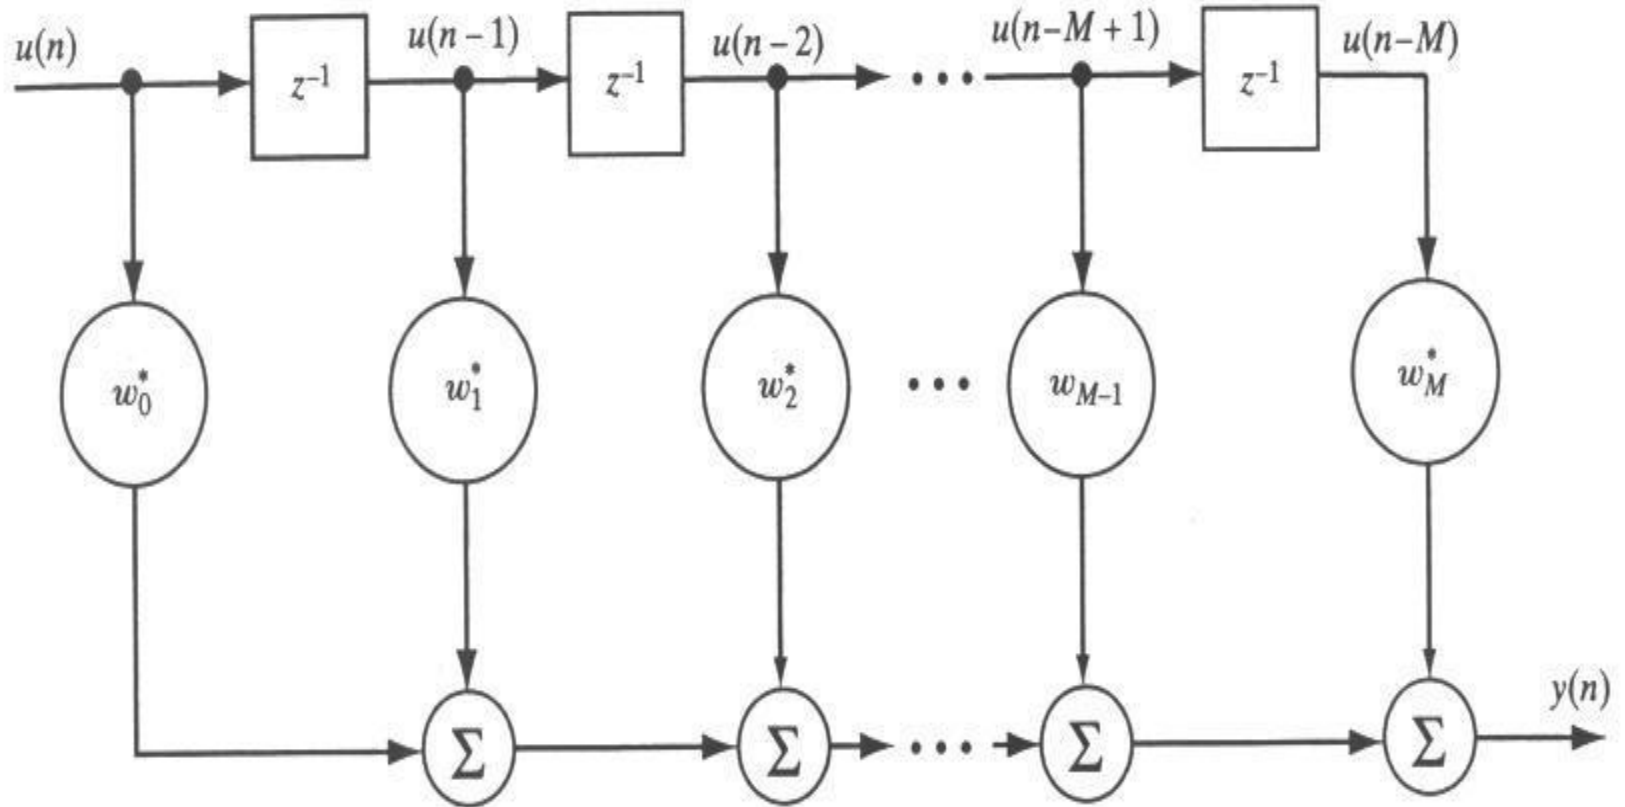 u(n) u(n – 1) u(n – 2) u(n–M + 1) u(n–M)
z⁻¹ z⁻¹ ••• z⁻¹
w₀* w₁* w₂* ••• w_{M–1} w_M*
y(n)
Σ Σ ••• Σ Σ